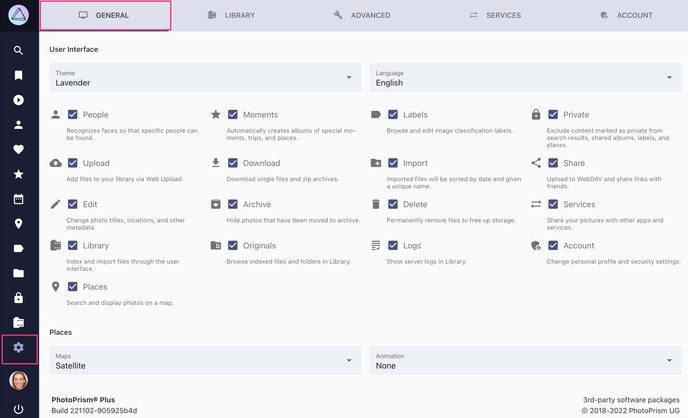 GENERAL
LIBRARY
ADVANCED
SERVICES
ACCOUNT
User Interface
Theme
Lavender
Language
English
People
Recognizes faces so that specific people can
be found.
Moments
Automatically creates albums of special mo-
ments, trips, and places.
Labels
Browse and edit image classification labels.
Private
Exclude content marked as private from
search results, shared albums, labels, and
places.
Upload
Add files to your library via Web Upload.
Download
Download single files and zip archives.
Import
Imported files will be sorted by date and given
a unique name.
Share
Upload to WebDAV and share links with
friends.
Edit
Change photo titles, locations, and other
metadata.
Archive
Hide photos that have been moved to archive.
Delete
Permanently remove files to free up storage.
Services
Share your pictures with other apps and
services.
Library
Index and import files through the user
interface.
Originals
Browse indexed files and folders in Library.
Logs
Show server logs in Library.
Account
Change personal profile and security settings.
Places
Search and display photos on a map.
Places
Maps
Satellite
Animation
None
PhotoPrism® Plus
Build 221102-905925b4d
3rd-party software packages
© 2018-2022 PhotoPrism UG